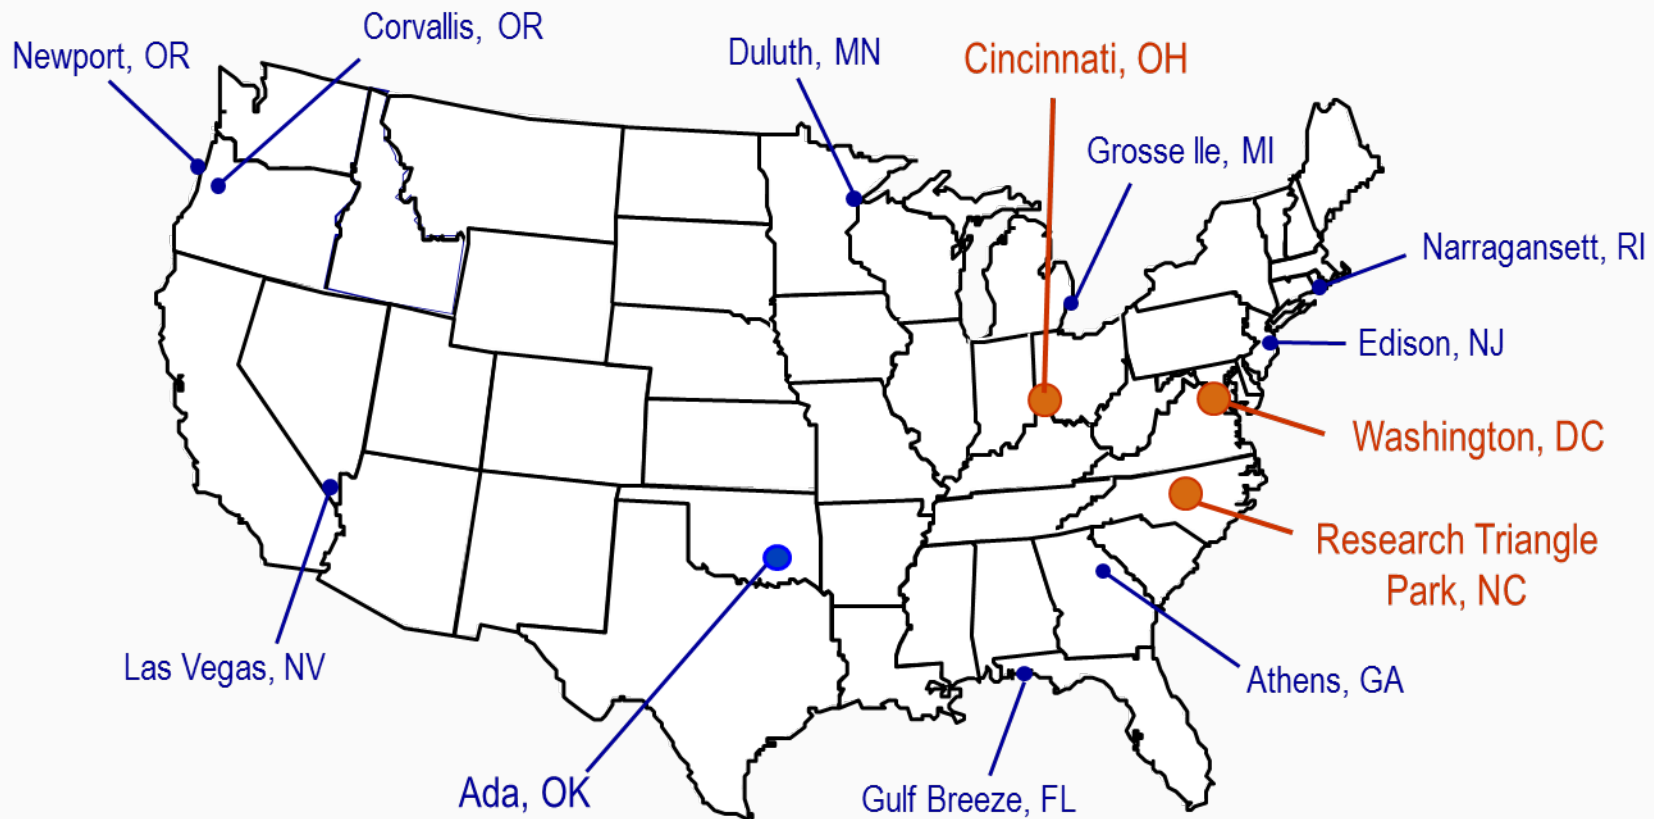 Corvallis, OR
Newport, OR
Duluth, MN
Cincinnati, OH
Grosse Ile, MI
Narragansett, RI
Edison, NJ
Washington, DC
Research Triangle
Park, NC
Las Vegas, NV
Athens, GA
Ada, OK
Gulf Breeze, FL